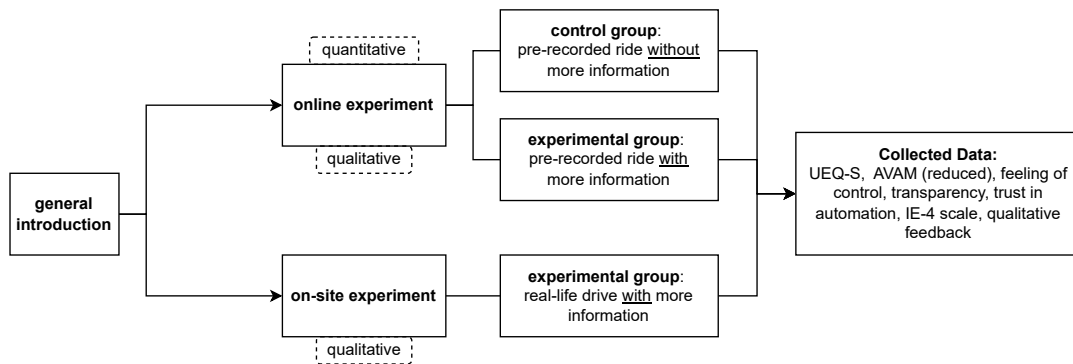 general
introduction
quantitative
online experiment
qualitative
control group:
pre-recorded ride without
more information
experimental group:
pre-recorded ride with
more information
on-site experiment
qualitative
experimental group:
real-life drive with more
information
Collected Data:
UEQ-S, AVAM (reduced), feeling of
control, transparency, trust in
automation, IE-4 scale, qualitative
feedback